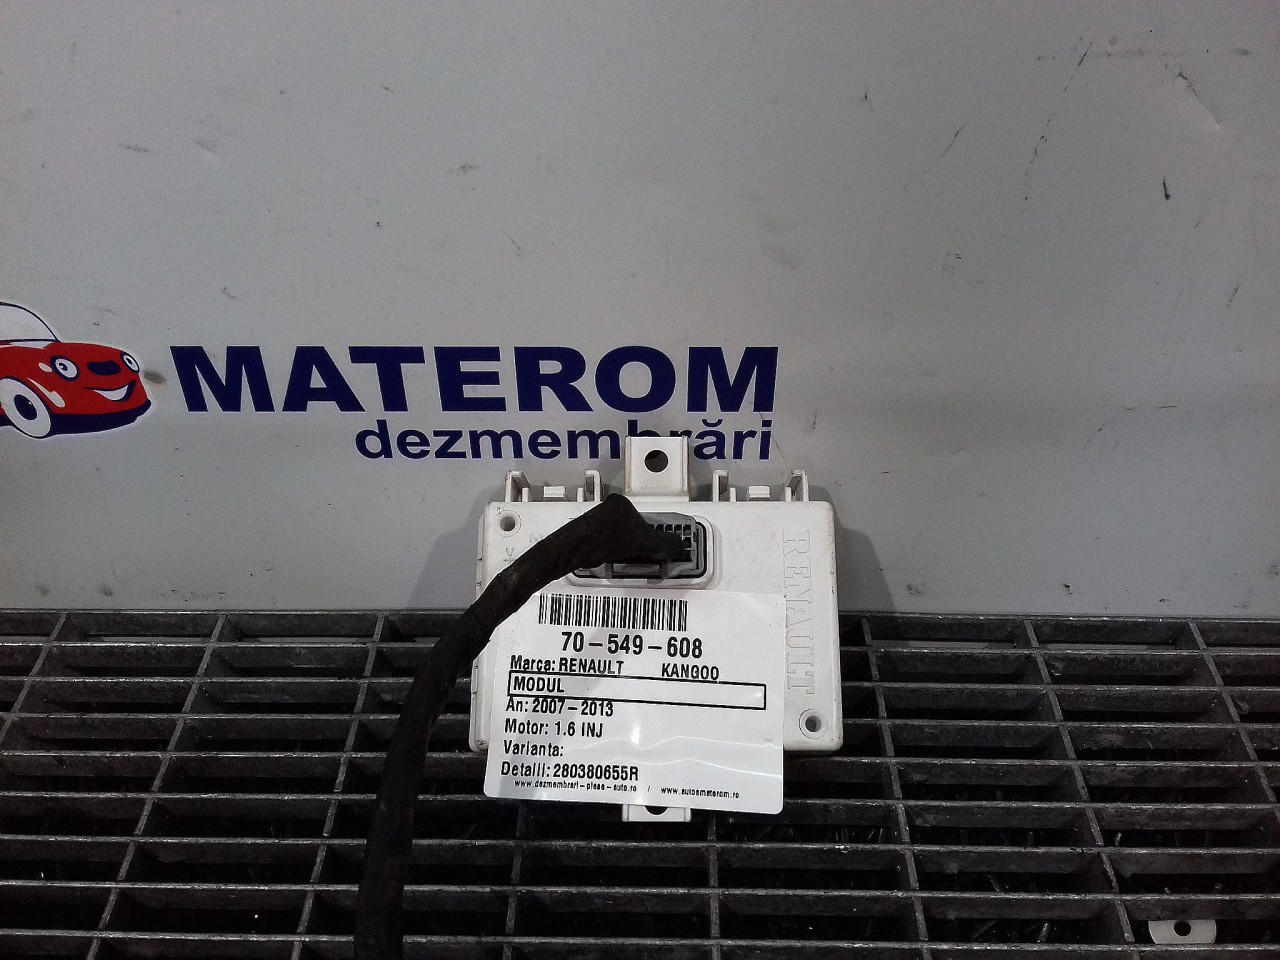 MATEROM
dezmembrări
RENAULT
70-549-608
Marca: RENAULT KANGOO
MODUL
An: 2007-2013
Motor: 1.6 INJ
Varianta:
Detalii: 280380655R
www.dezmembrari-piese-auto.ro / www.autoematerom.ro